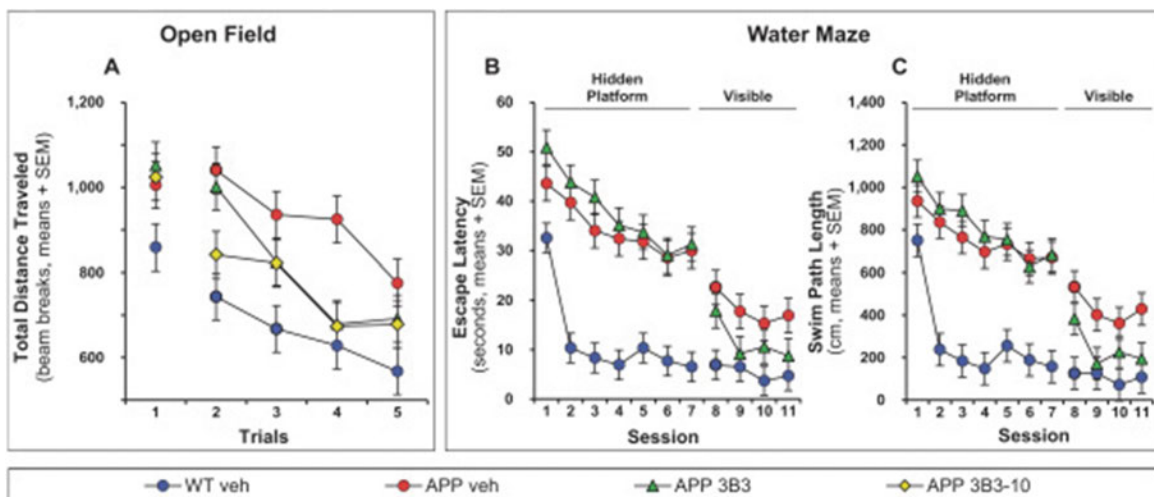 Open Field
Water Maze
A
Total Distance Traveled
(beam breaks, means + SEM)
1,200
1,000
800
600
1 2 3 4 5
Trials
B
Hidden
Platform
Visible
Escape Latency
(seconds, means + SEM)
60
50
40
30
20
10
0
1 2 3 4 5 6 7 8 9 10 11
Session
C
Hidden
Platform
Visible
Swim Path Length
(cm, means + SEM)
1,400
1,200
1,000
800
600
400
200
0
1 2 3 4 5 6 7 8 9 10 11
Session
WT veh APP veh APP 3B3 APP 3B3-10